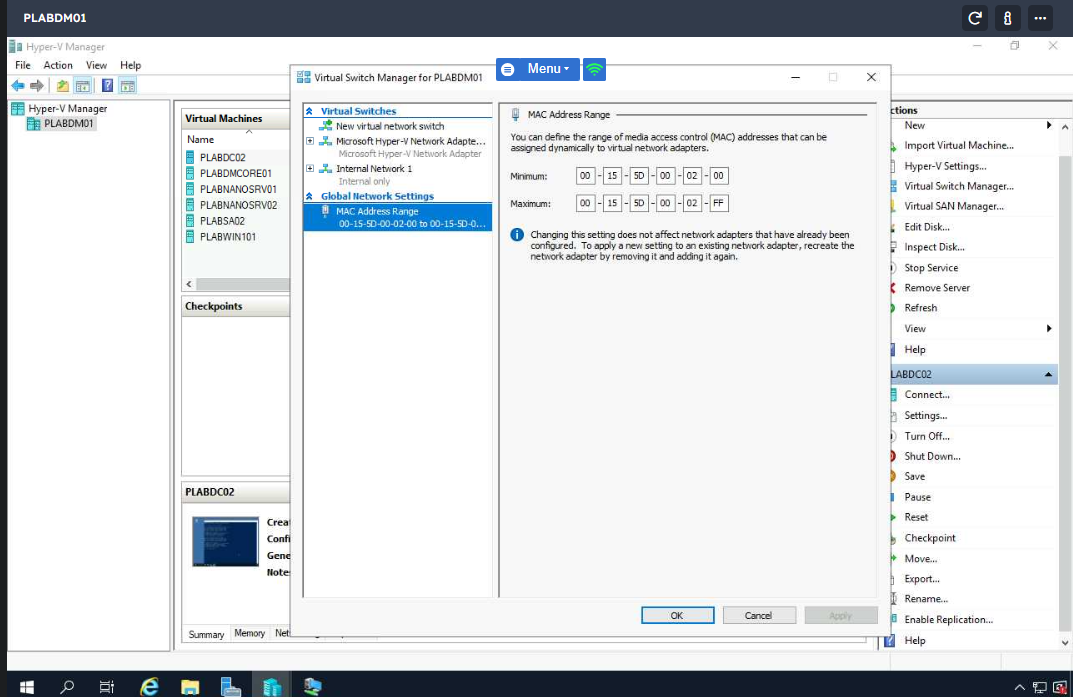 PLABDM01
Hyper-V Manager
File Action View Help
Menu
Hyper-V Manager
PLABDM01
Virtual Machines
Name
PLABDC02
PLABDMCORE01
PLABNANOSRV01
PLABNANOSRV02
PLABSA02
PLABWIN101
Checkpoints
PLABDC02
Crea
Confi
Gene
Note
Summary Memory Net
Virtual Switch Manager for PLABDM01
Virtual Switches
New virtual network switch
Microsoft Hyper-V Network Adapte...
Microsoft Hyper-V Network Adapter
Internal Network 1
Internal only
Global Network Settings
MAC Address Range
00-15-5D-00-02-00 to 00-15-5D-0...
MAC Address Range
You can define the range of media access control (MAC) addresses that can be
assigned dynamically to virtual network adapters.
Minimum: 00 - 15 - 5D - 00 - 02 - 00
Maximum: 00 - 15 - 5D - 00 - 02 - FF
Changing this setting does not affect network adapters that have already been
configured. To apply a new setting to an existing network adapter, recreate the
network adapter by removing it and adding it again.
OK Cancel Apply
ctions
New
Import Virtual Machine...
Hyper-V Settings...
Virtual Switch Manager...
Virtual SAN Manager...
Edit Disk...
Inspect Disk...
Stop Service
Remove Server
Refresh
View
Help
LABDC02
Connect...
Settings...
Turn Off...
Shut Down...
Save
Pause
Reset
Checkpoint
Move...
Export...
Rename...
Enable Replication...
Help